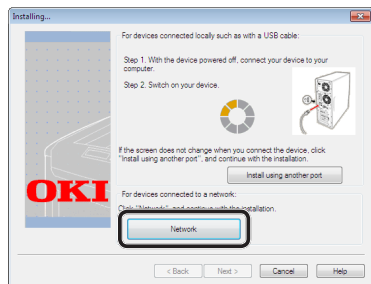 Installing...
For devices connected locally such as with a USB cable:
Step 1. With the device powered off, connect your device to your
computer.
Step 2. Switch on your device.
If the screen does not change when you connect the device, click
"Install using another port", and continue with the installation.
Install using another port
OKI
For devices connected to a network:
Click "Network", and continue with the installation.
Network
< Back
Next >
Cancel
Help